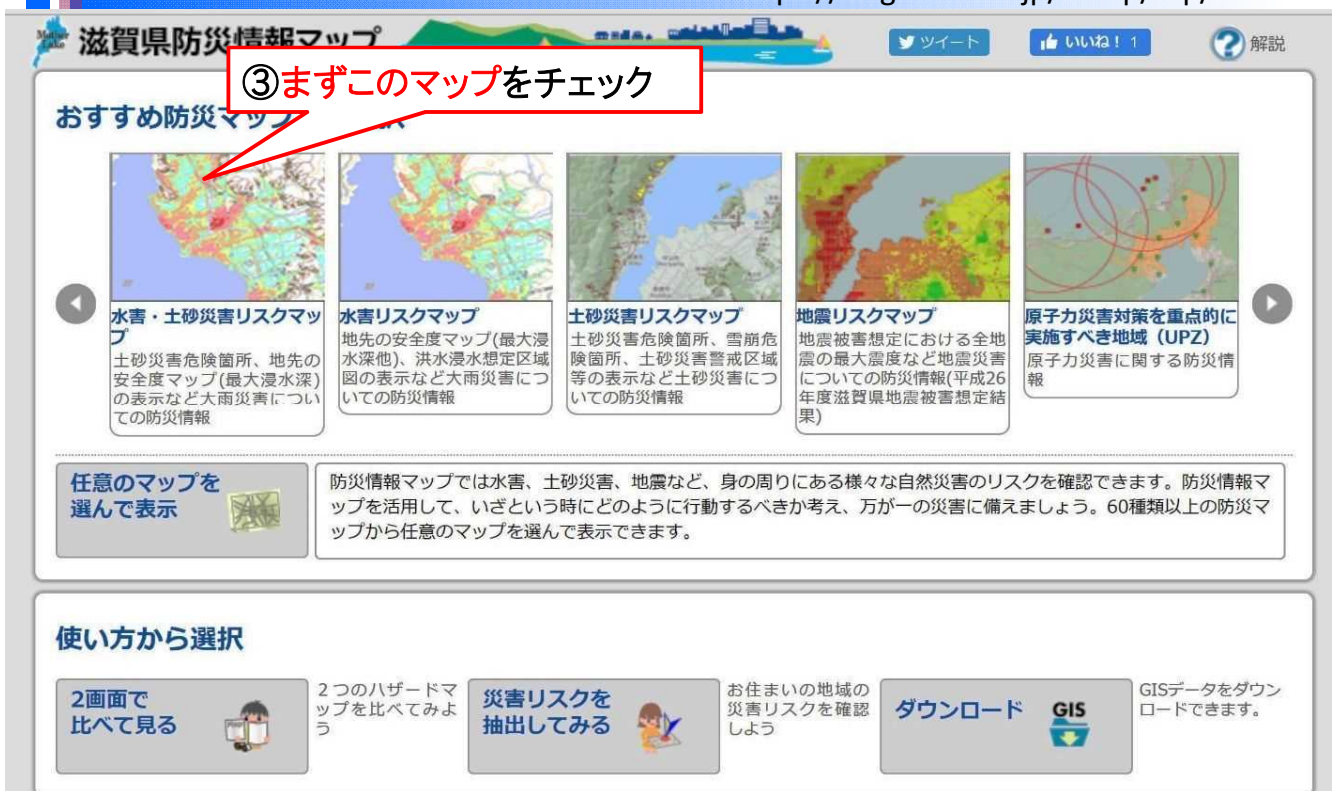 滋賀県防災情報マップ
ツイート
いいね！ 1
解説
③まずこのマップをチェック
おすすめ防災マップ
水害・土砂災害リスクマッ
プ
土砂災害危険箇所、地先の
安全度マップ(最大浸水深)
の表示など大雨災害につい
ての防災情報
水害リスクマップ
地先の安全度マップ(最大浸
水深他)、洪水浸水想定区域
図の表示など大雨災害につ
いての防災情報
土砂災害リスクマップ
土砂災害危険箇所、雪崩危
険箇所、土砂災害警戒区域
等の表示など土砂災害につ
いての防災情報
地震リスクマップ
地震被害想定における全地
震の最大震度など地震災害
についての防災情報(平成26
年度滋賀県地震被害想定結
果)
原子力災害対策を重点的に
実施すべき地域（UPZ）
原子力災害に関する防災情
報
任意のマップを
選んで表示
防災情報マップでは水害、土砂災害、地震など、身の周りにある様々な自然災害のリスクを確認できます。防災情報マ
ップを活用して、いざという時にどのように行動するべきか考え、万が一の災害に備えましょう。60種類以上の防災マ
ップから任意のマップを選んで表示できます。
使い方から選択
2画面で
比べて見る
２つのハザードマ
ップを比べてみよ
う
災害リスクを
抽出してみる
お住まいの地域の
災害リスクを確認
しよう
ダウンロード
GIS
GISデータをダウン
ロードできます。